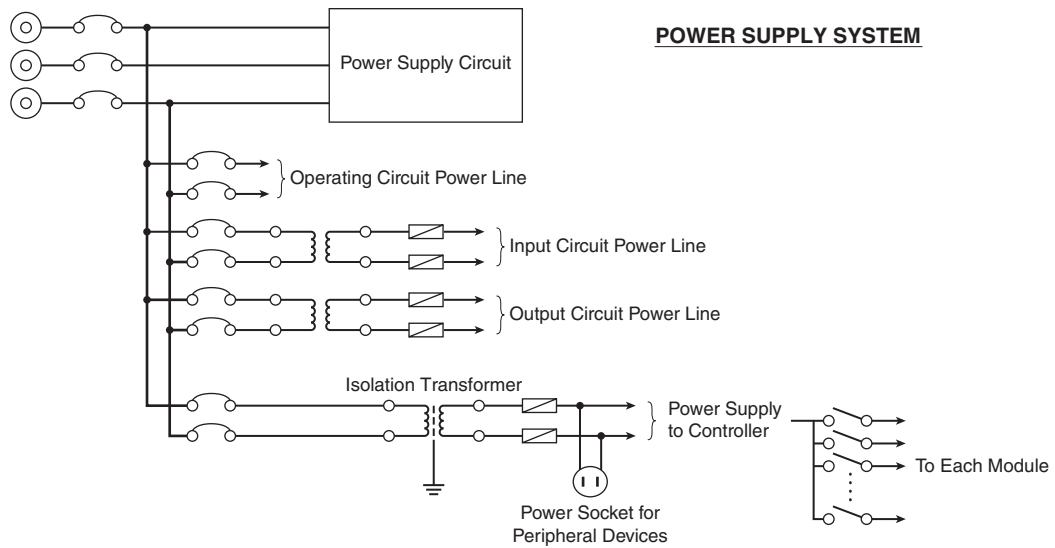 POWER SUPPLY SYSTEM
Power Supply Circuit
Operating Circuit Power Line
Input Circuit Power Line
Output Circuit Power Line
Isolation Transformer
Power Supply
to Controller
To Each Module
Power Socket for
Peripheral Devices